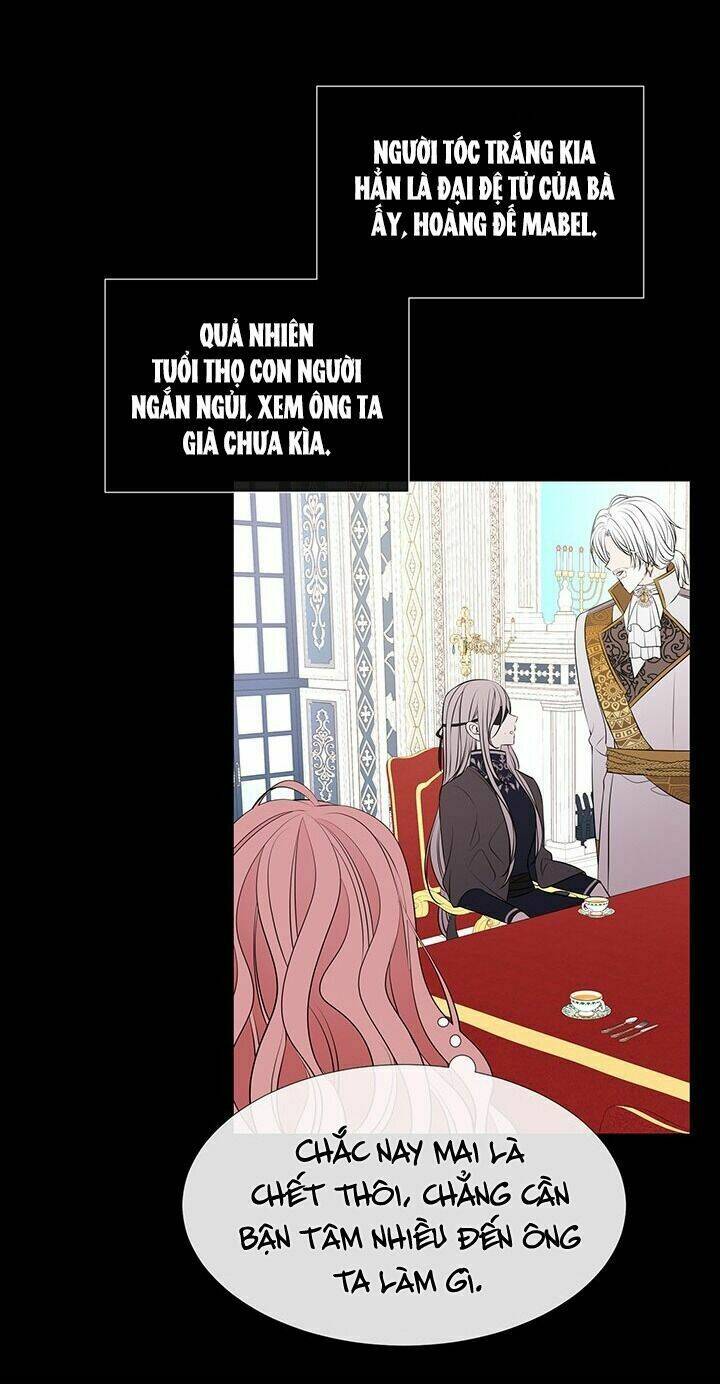 NGƯỜI TÓC TRẮNG KIA
HẲN LÀ ĐẠI ĐỆ TỬ CỦA BÀ
ẤY, HOÀNG ĐẾ MABEL.
QUẢ NHIÊN
TUỔI THỌ CON NGƯỜI
NGẮN NGỦI, XEM ÔNG TA
GIÀ CHƯA KÌA.
CHẮC NAY MAI LÀ
CHẾT THÔI, CHẲNG CẦN
BẬN TÂM NHIỀU ĐẾN ÔNG
TA LÀM GÌ.